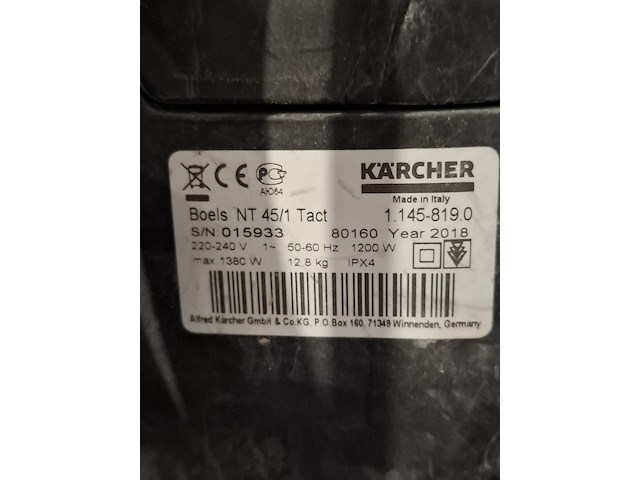 KÄRCHER
Made in Italy
Boels NT 45/1 Tact 1.145-819.0
S/N 015933 80160 Year 2018
220-240 V 1~ 50-60 Hz 1200 W
max 1380 W 12,8 kg IPX4
Alfred Kärcher GmbH & Co.KG, P.O.Box 160, 71349 Winnenden, Germany